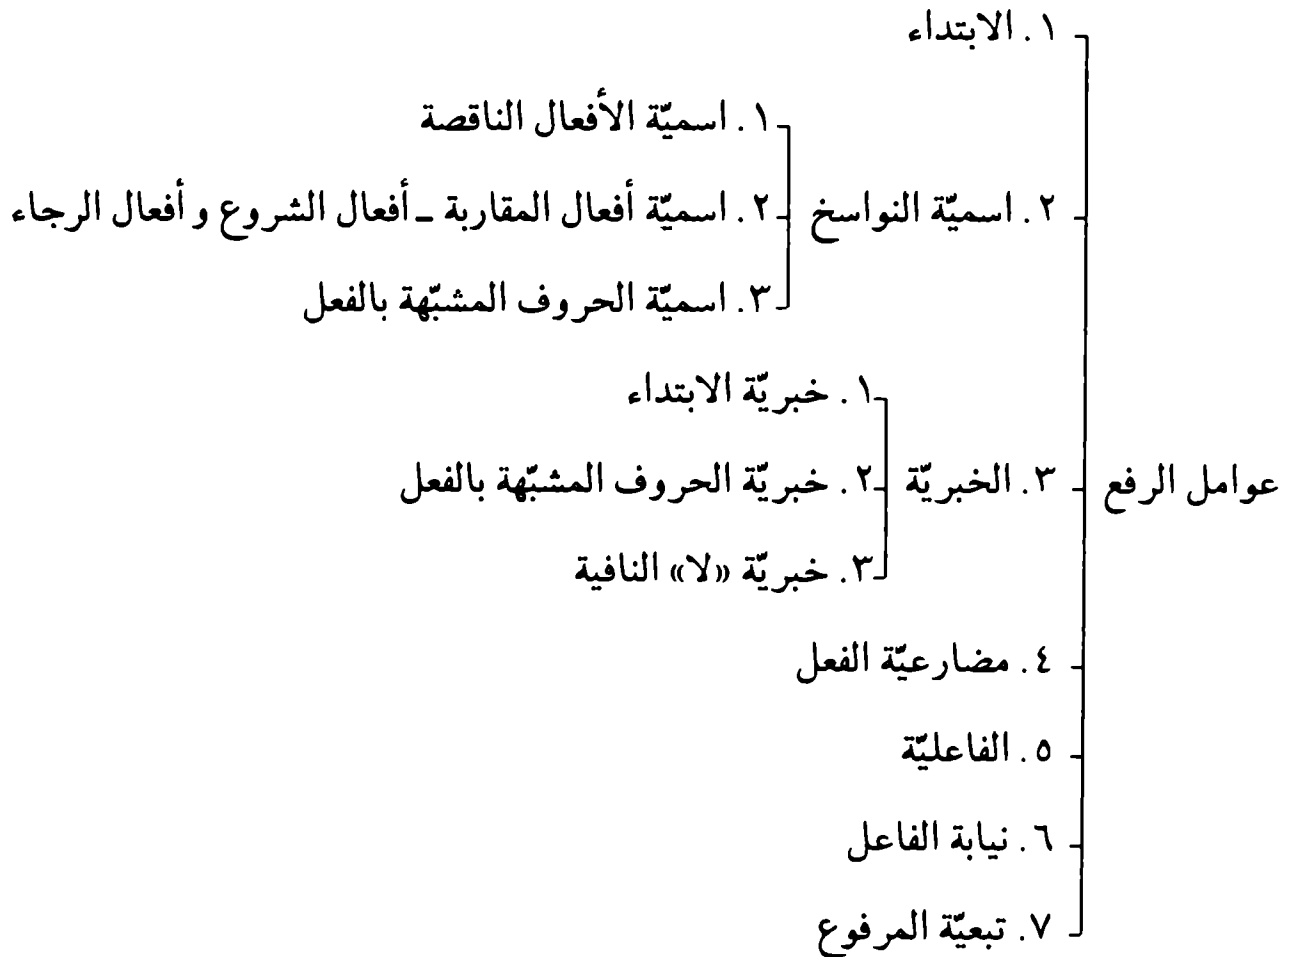 ١. الابتداء
١. اسميّة الأفعال الناقصة
٢. اسميّة النواسخ ٢. اسميّة أفعال المقاربة ـ أفعال الشروع و أفعال الرجاء
٣. اسميّة الحروف المشبّهة بالفعل
١. خبريّة الابتداء
عوامل الرفع ٣. الخبريّة ٢. خبريّة الحروف المشبّهة بالفعل
٣. خبريّة «لا» النافية
٤. مضارعيّة الفعل
٥. الفاعليّة
٦. نيابة الفاعل
٧. تبعيّة المرفوع